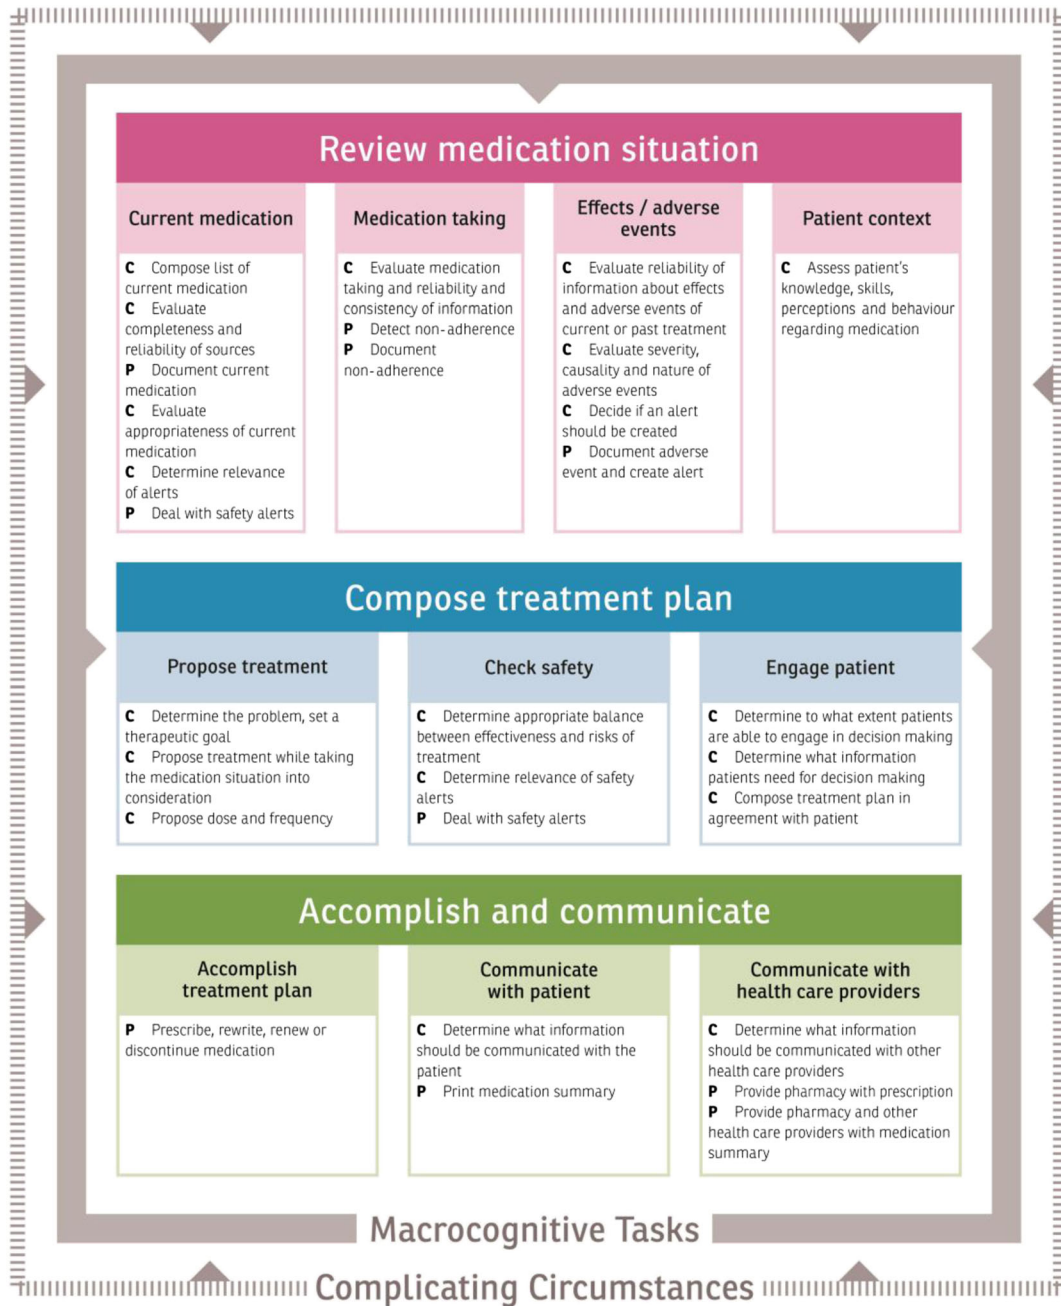 Review medication situation
Current medication
C Compose list of
current medication
C Evaluate
completeness and
reliability of sources
P Document current
medication
C Evaluate
appropriateness of current
medication
C Determine relevance
of alerts
P Deal with safety alerts
Medication taking
C Evaluate medication
taking and reliability and
consistency of information
P Detect non-adherence
P Document
non-adherence
Effects / adverse
events
C Evaluate reliability of
information about effects
and adverse events of
current or past treatment
C Evaluate severity,
causality and nature of
adverse events
C Decide if an alert
should be created
P Document adverse
event and create alert
Patient context
C Assess patient's
knowledge, skills,
perceptions and behaviour
regarding medication
Compose treatment plan
Propose treatment
C Determine the problem, set a
therapeutic goal
C Propose treatment while taking
the medication situation into
consideration
C Propose dose and frequency
Check safety
C Determine appropriate balance
between effectiveness and risks of
treatment
C Determine relevance of safety
alerts
P Deal with safety alerts
Engage patient
C Determine to what extent patients
are able to engage in decision making
C Determine what information
patients need for decision making
C Compose treatment plan in
agreement with patient
Accomplish and communicate
Accomplish
treatment plan
P Prescribe, rewrite, renew or
discontinue medication
Communicate
with patient
C Determine what information
should be communicated with the
patient
P Print medication summary
Communicate with
health care providers
C Determine what information
should be communicated with other
health care providers
P Provide pharmacy with prescription
P Provide pharmacy and other
health care providers with medication
summary
Macrocognitive Tasks
Complicating Circumstances